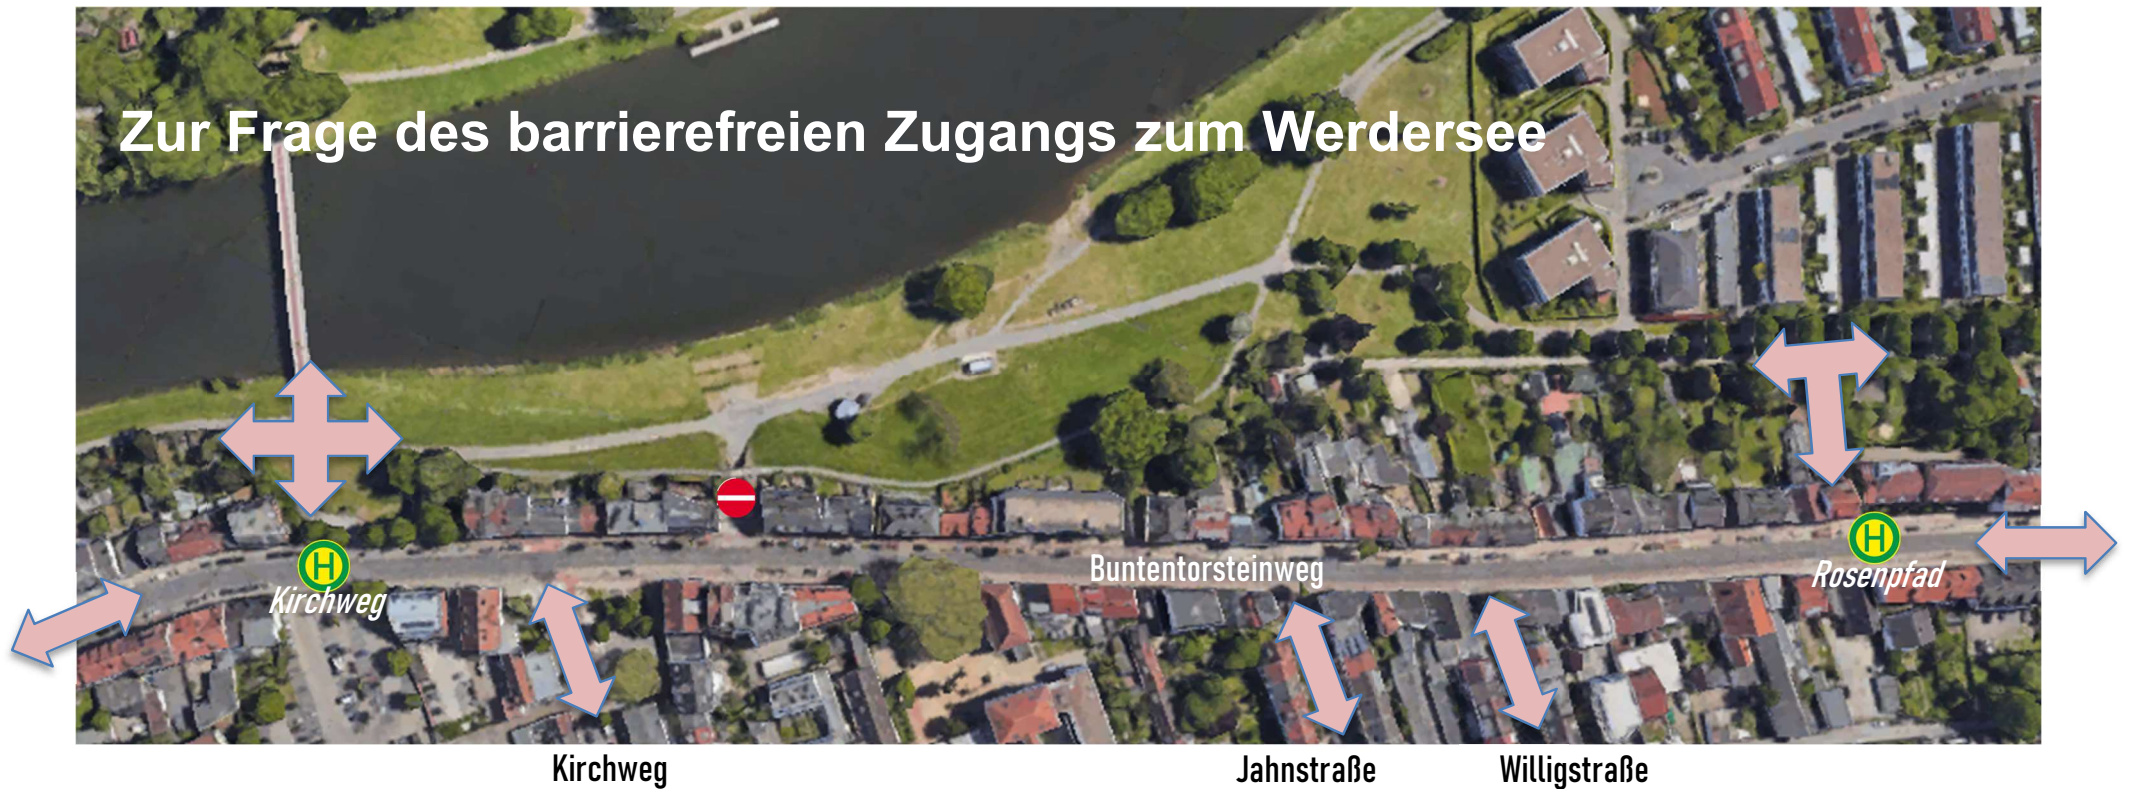 Zur Frage des barrierefreien Zugangs zum Werdersee
H
Kirchweg
Buntentorsteinweg
H
Rosenpfad
Kirchweg
Jahnstraße
Willigstraße